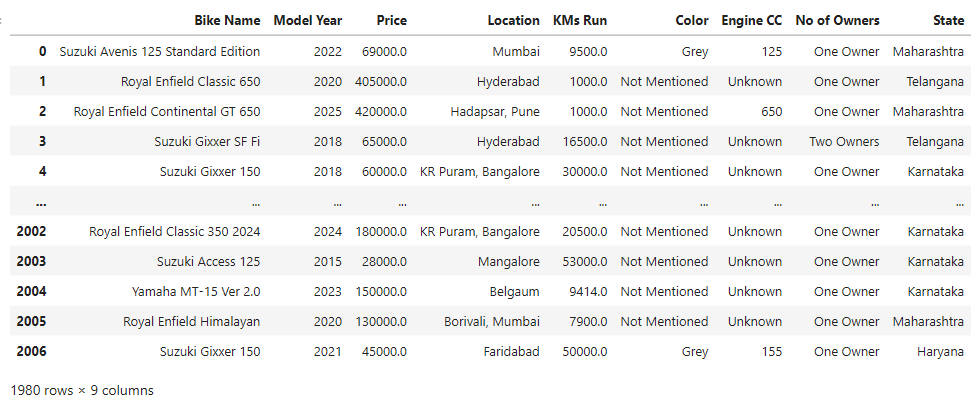 Bike Name Model Year Price Location KMs Run Color Engine CC No of Owners State
0 Suzuki Avenis 125 Standard Edition 2022 69000.0 Mumbai 9500.0 Grey 125 One Owner Maharashtra
1 Royal Enfield Classic 650 2020 405000.0 Hyderabad 1000.0 Not Mentioned Unknown One Owner Telangana
2 Royal Enfield Continental GT 650 2025 420000.0 Hadapsar, Pune 1000.0 Not Mentioned 650 One Owner Maharashtra
3 Suzuki Gixxer SF Fi 2018 65000.0 Hyderabad 16500.0 Not Mentioned Unknown Two Owners Telangana
4 Suzuki Gixxer 150 2018 60000.0 KR Puram, Bangalore 30000.0 Not Mentioned Unknown One Owner Karnataka
... ... ... ... ... ... ... ... ... ...
2002 Royal Enfield Classic 350 2024 2024 180000.0 KR Puram, Bangalore 20500.0 Not Mentioned Unknown One Owner Karnataka
2003 Suzuki Access 125 2015 28000.0 Mangalore 53000.0 Not Mentioned Unknown One Owner Karnataka
2004 Yamaha MT-15 Ver 2.0 2023 150000.0 Belgaum 9414.0 Not Mentioned Unknown One Owner Karnataka
2005 Royal Enfield Himalayan 2020 130000.0 Borivali, Mumbai 7900.0 Not Mentioned Unknown One Owner Maharashtra
2006 Suzuki Gixxer 150 2021 45000.0 Faridabad 50000.0 Grey 155 One Owner Haryana
1980 rows × 9 columns